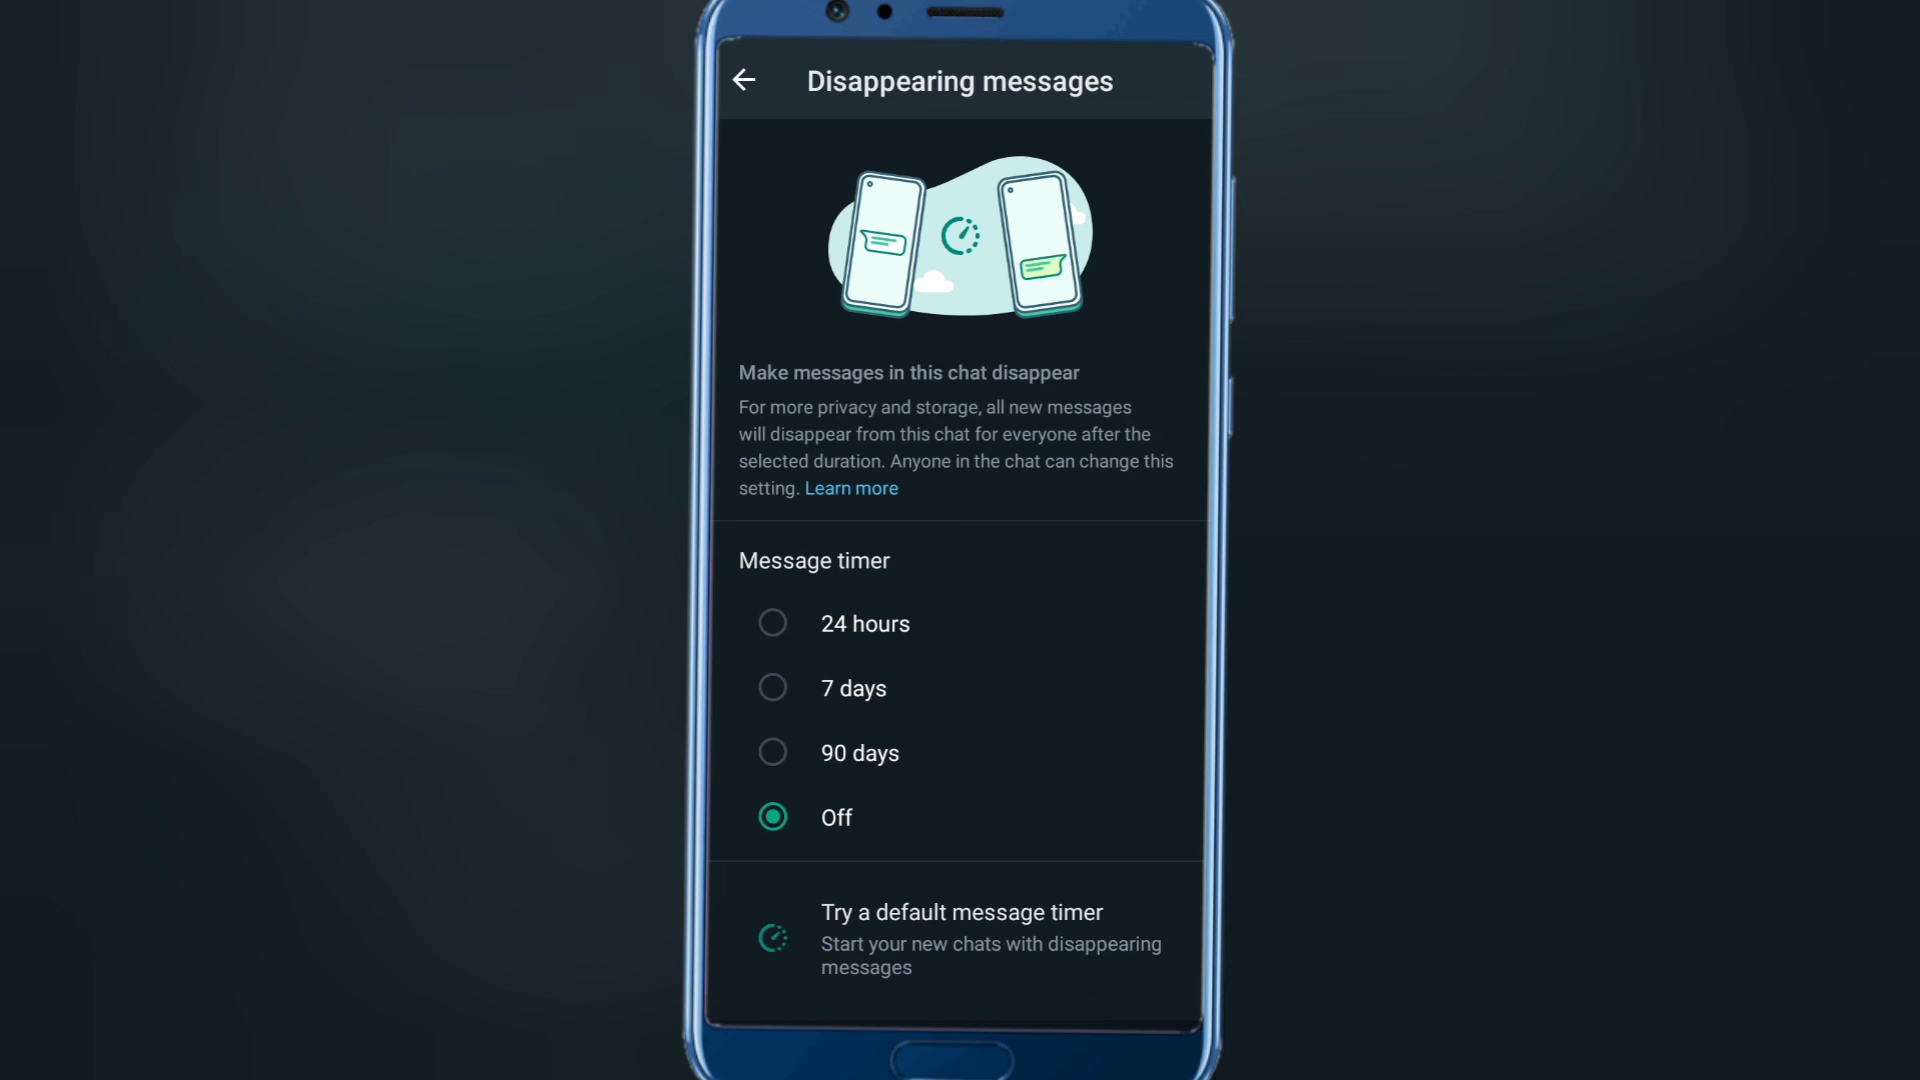 Disappearing messages
Make messages in this chat disappear
For more privacy and storage, all new messages
will disappear from this chat for everyone after the
selected duration. Anyone in the chat can change this
setting. Learn more
Message timer
24 hours
7 days
90 days
Off
Try a default message timer
Start your new chats with disappearing
messages